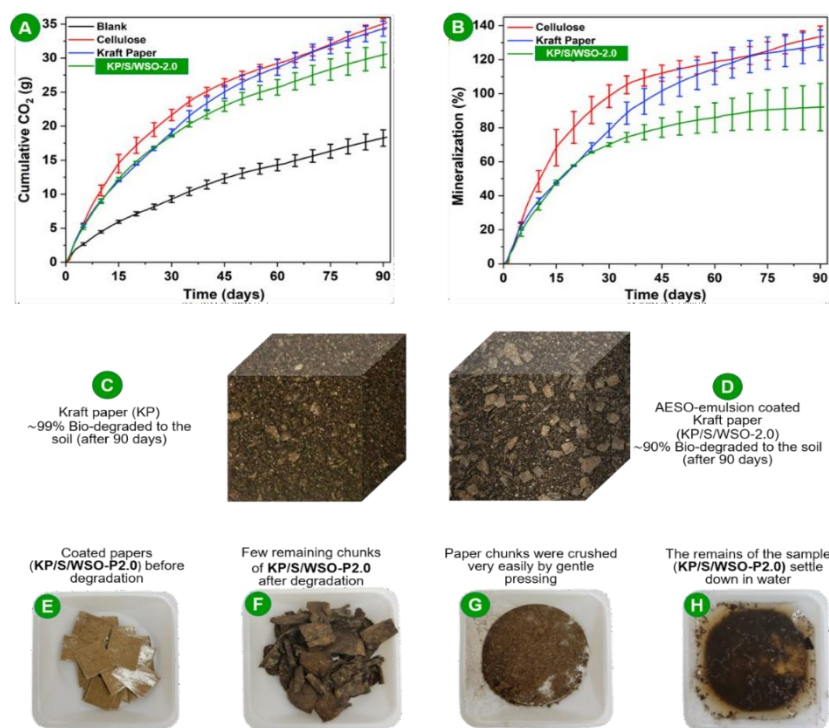 A
Blank
Cellulose
Kraft Paper
KP/S/WSO-2.0
Cumulative CO₂ (g)
35
30
25
20
15
10
5
0
0 15 30 45 60 75 90
Time (days)
B
Cellulose
Kraft Paper
KP/S/WSO-2.0
Mineralization (%)
140
120
100
80
60
40
20
0
0 15 30 45 60 75 90
Time (days)
C
Kraft paper (KP)
~99% Bio-degraded to the
soil (after 90 days)
D
AESO-emulsion coated
Kraft paper
(KP/S/WSO-2.0)
~90% Bio-degraded to the soil
(after 90 days)
Coated papers
(KP/S/WSO-P2.0) before
degradation
E
Few remaining chunks
of KP/S/WSO-P2.0
after degradation
F
Paper chunks were crushed
very easily by gentle
pressing
G
The remains of the sample
(KP/S/WSO-P2.0) settle
down in water
H